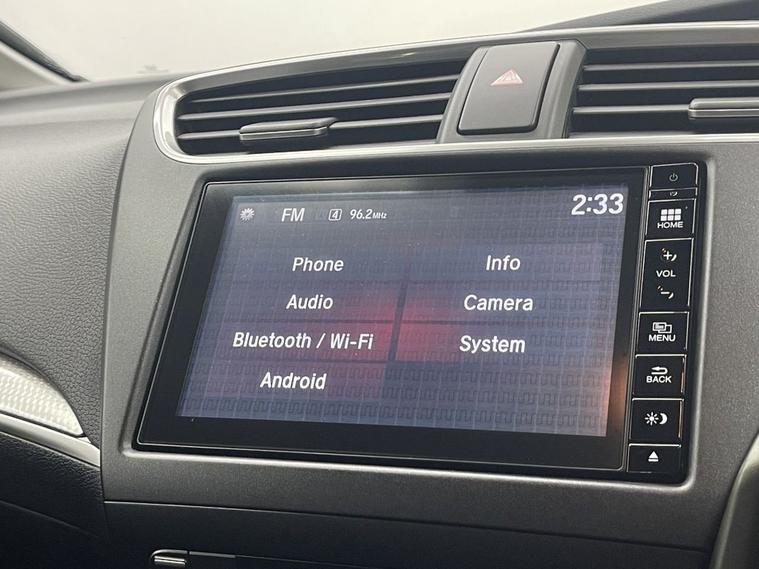 FM 4 96.2MHz 2:33
Phone Info
Audio Camera
Bluetooth / Wi-Fi System
Android
HOME
VOL
MENU
BACK